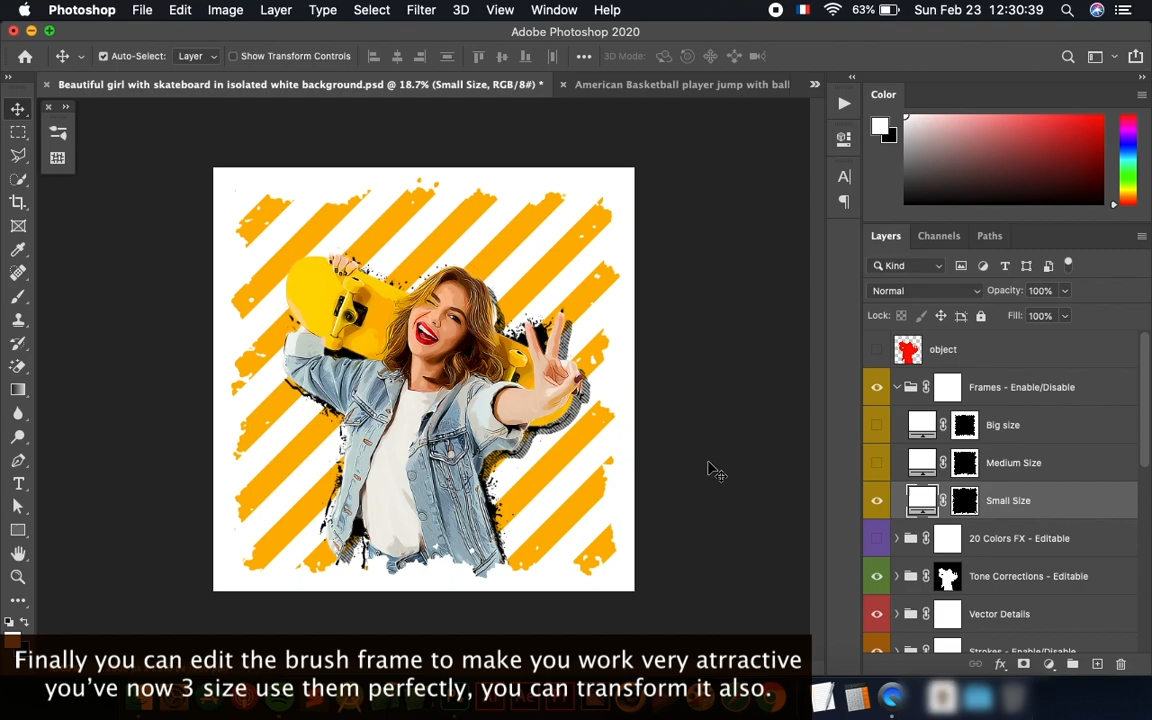 Photoshop File Edit Image Layer Type Select Filter 3D View Window Help 63% Sun Feb 23 12:30:39
Adobe Photoshop 2020
Auto-Select: Layer Show Transform Controls 3D Mode:
Beautiful girl with skateboard in isolated white background.psd @ 18.7% (Small Size, RGB/8#) * American Basketball player jump with ball
Color
Layers Channels Paths
Kind
Normal Opacity: 100%
Lock: Fill: 100%
object
Frames - Enable/Disable
Big size
Medium Size
Small Size
20 Colors FX - Editable
Tone Corrections - Editable
Vector Details
Strokes - Enable/Disable
Finally you can edit the brush frame to make you work very atrractive
you've now 3 size use them perfectly, you can transform it also.